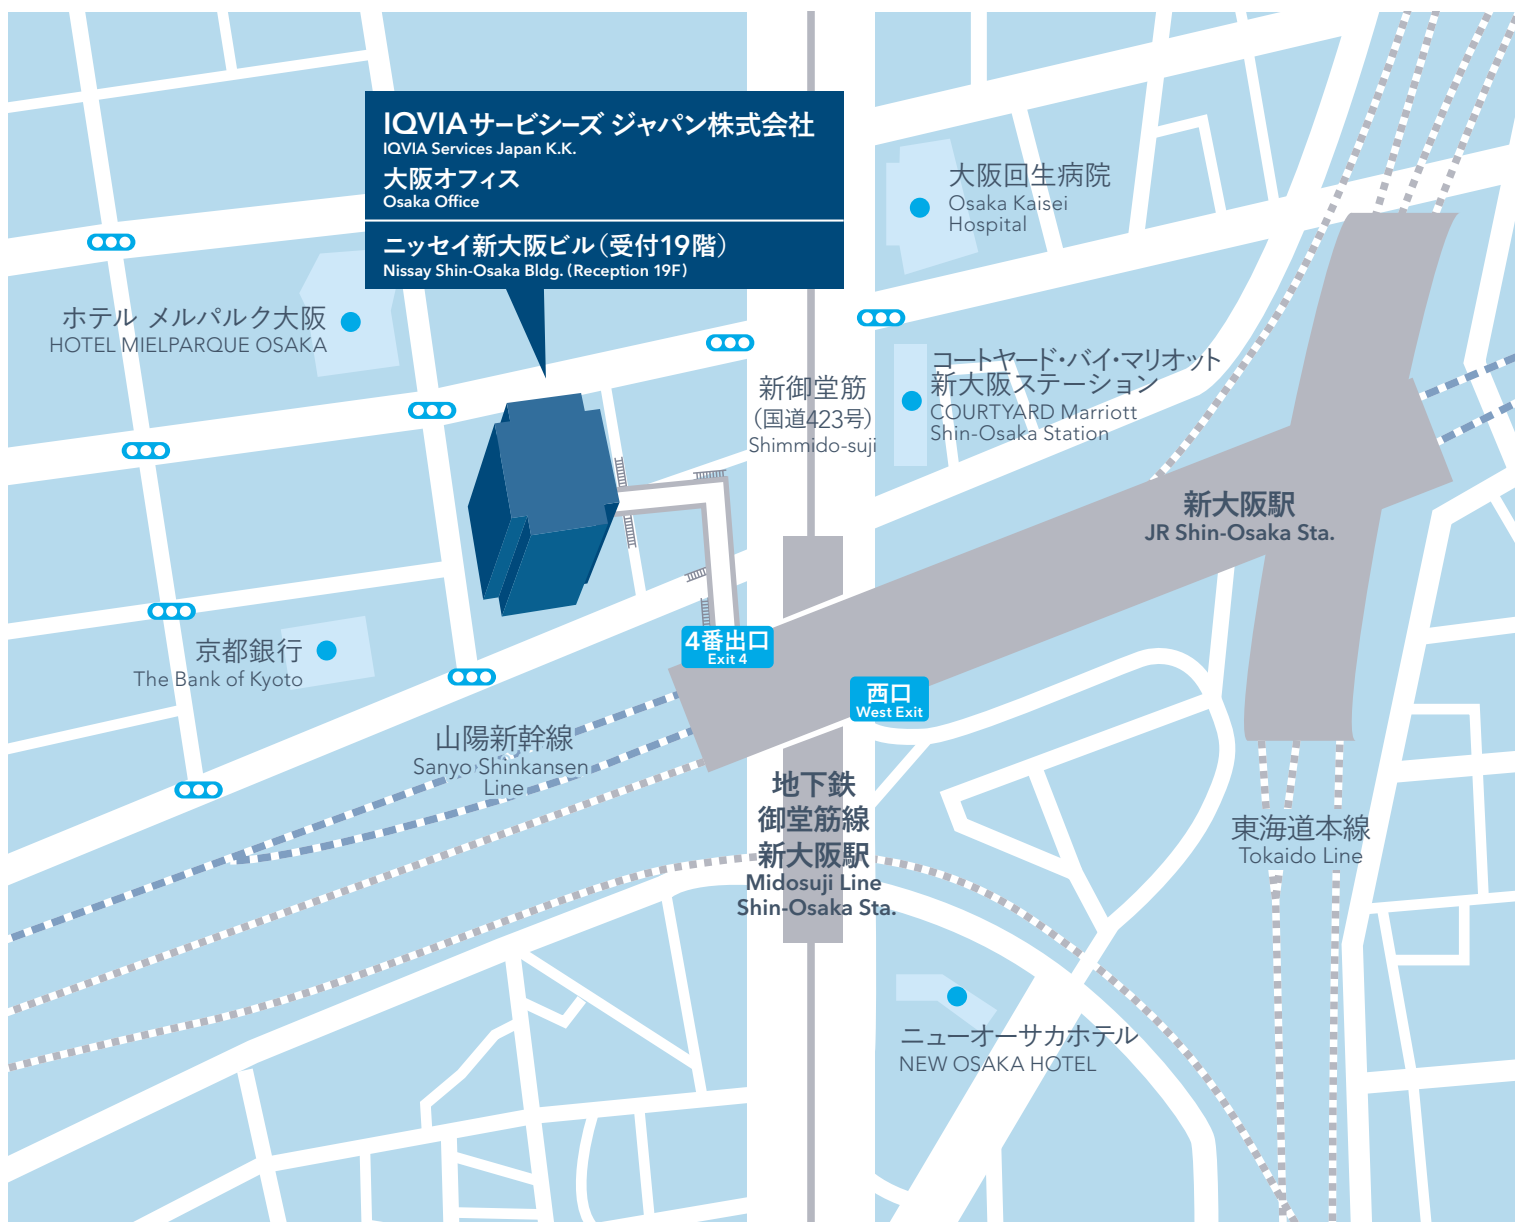 IQVIAサービシーズ ジャパン株式会社
IQVIA Services Japan K.K.
大阪オフィス
Osaka Office
ニッセイ新大阪ビル（受付19階）
Nissay Shin-Osaka Bldg. (Reception 19F)
大阪回生病院
Osaka Kaisei
Hospital
ホテル メルパルク大阪
HOTEL MIELPARQUE OSAKA
新御堂筋
（国道423号）
Shimmido-suji
コートヤード・バイ・マリオット
新大阪ステーション
COURTYARD Marriott
Shin-Osaka Station
新大阪駅
JR Shin-Osaka Sta.
4番出口
Exit 4
西口
West Exit
京都銀行
The Bank of Kyoto
山陽新幹線
Sanyo Shinkansen
Line
地下鉄
御堂筋線
新大阪駅
Midosuji Line
Shin-Osaka Sta.
東海道本線
Tokaido Line
ニューオーサカホテル
NEW OSAKA HOTEL